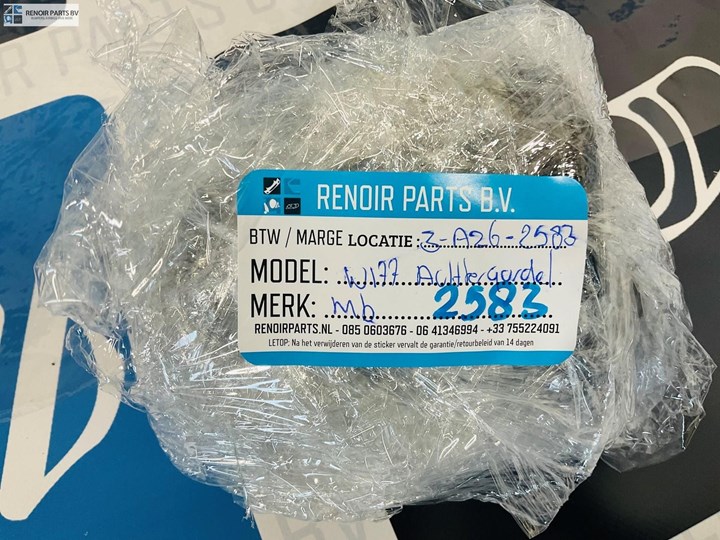 RENOIR PARTS BV
RENOIR PARTS B.V.
BTW / MARGE LOCATIE: 3-A26-2583
MODEL: W177 Achtergordel
MERK: Mb 2583
RENOIRPARTS.NL - 085 0603676 - 06 41346994 - +33 755224091
LETOP: Na het verwijderen van de sticker vervalt de garantie/retourbeleid van 14 dagen